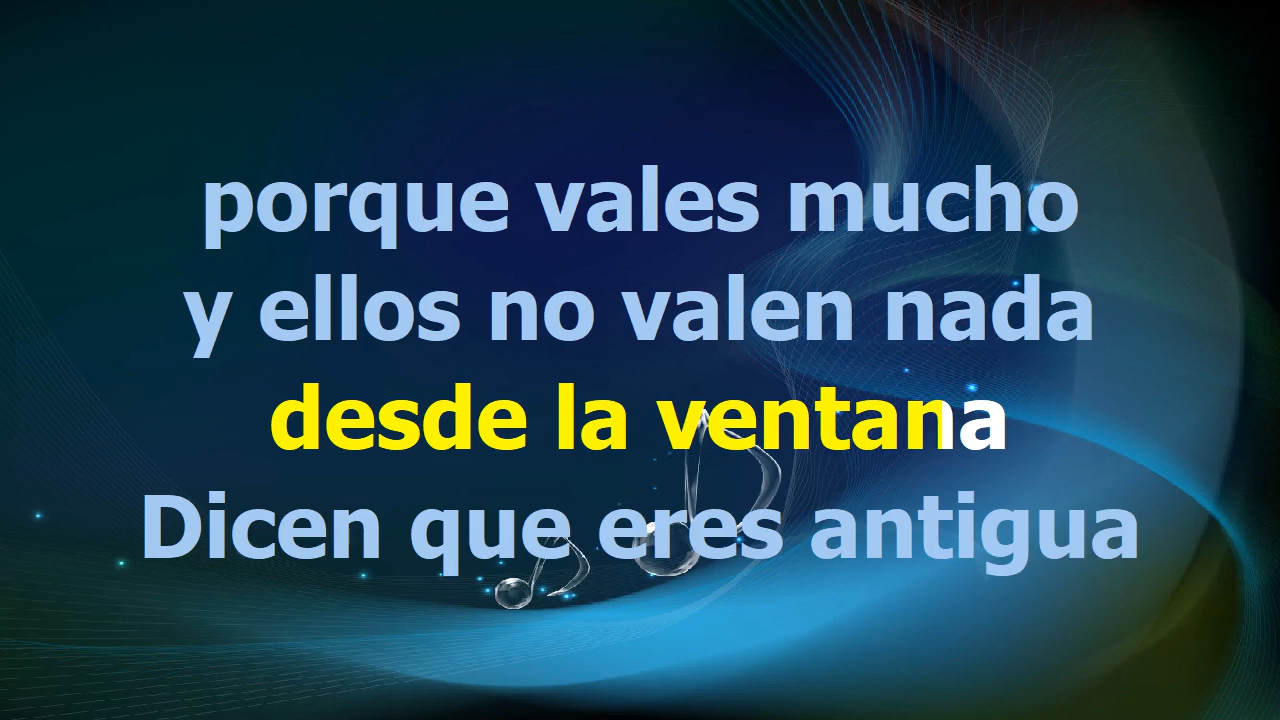 porque vales mucho
y ellos no valen nada
desde la ventana
Dicen que eres antigua